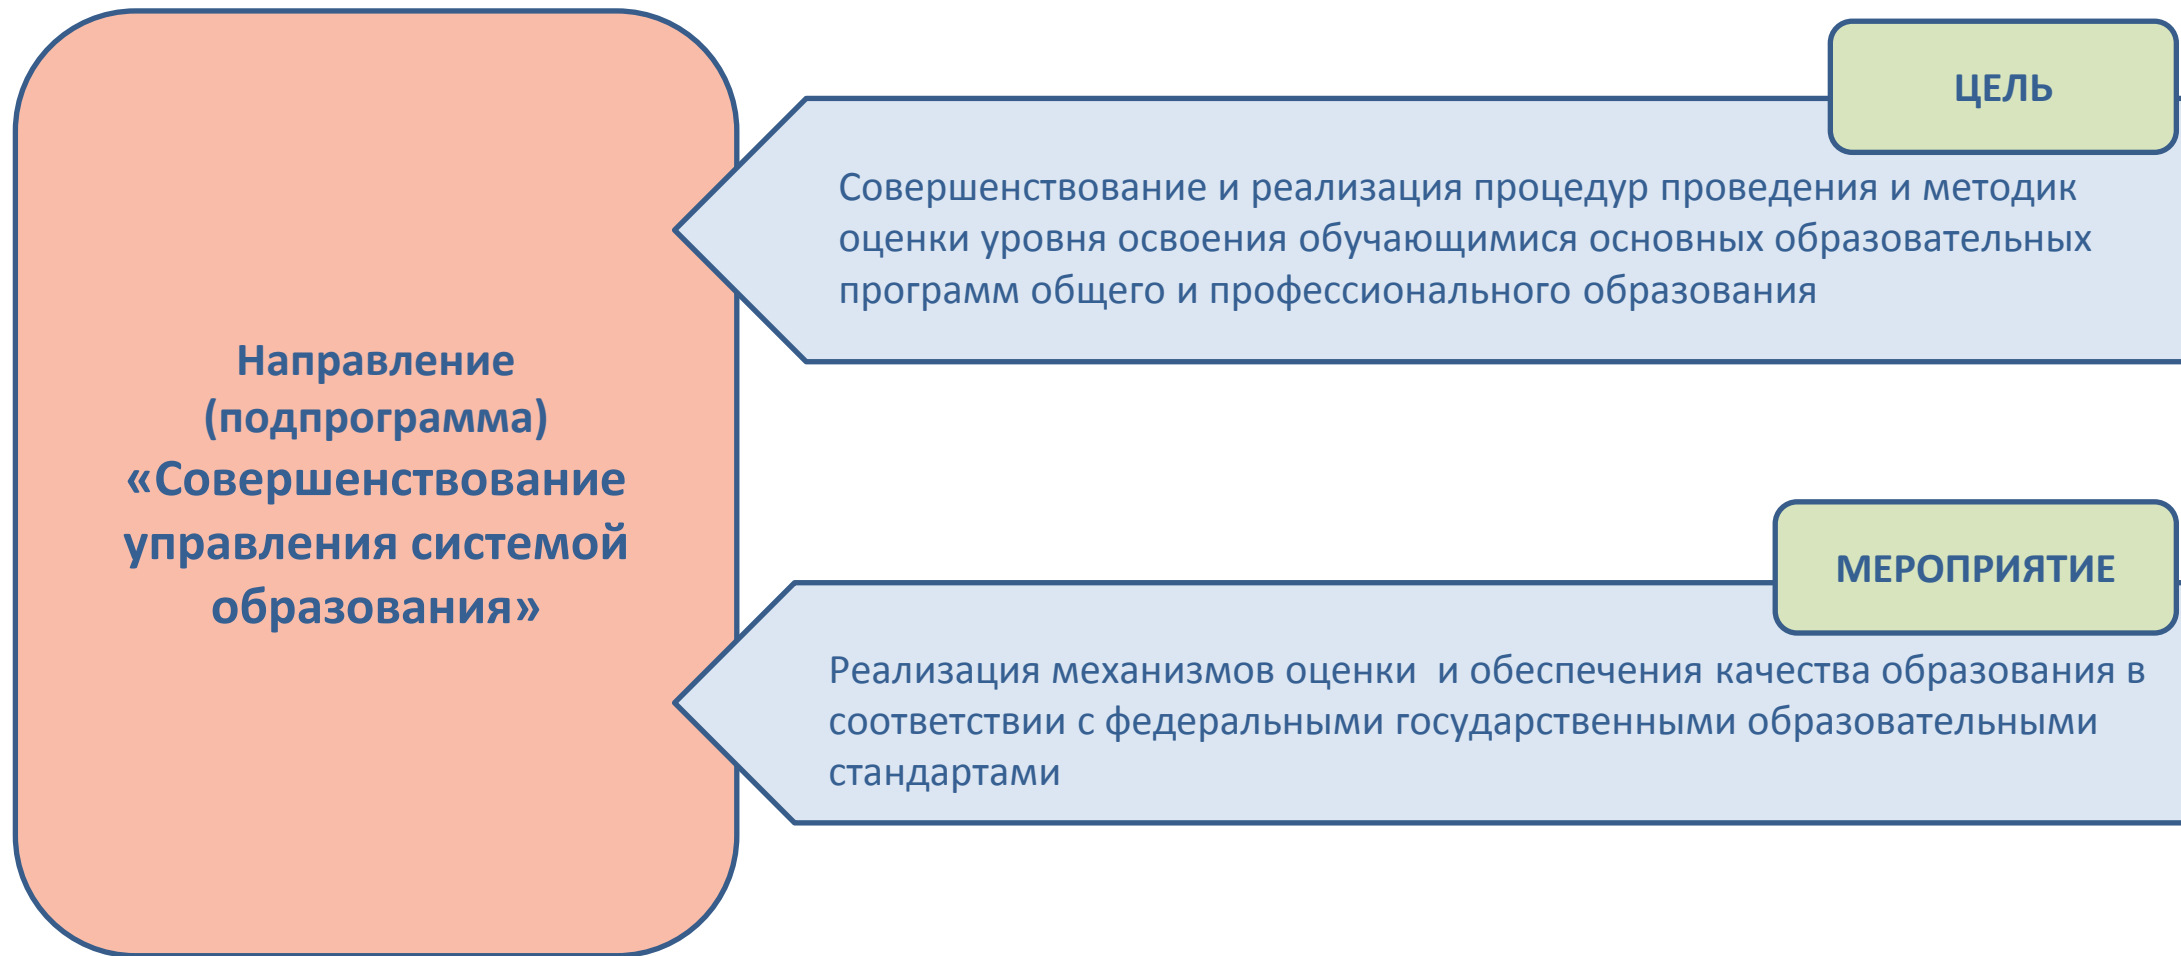 Направление
(подпрограмма)
«Совершенствование
управления системой
образования»
ЦЕЛЬ
Совершенствование и реализация процедур проведения и методик
оценки уровня освоения обучающимися основных образовательных
программ общего и профессионального образования
МЕРОПРИЯТИЕ
Реализация механизмов оценки  и обеспечения качества образования в
соответствии с федеральными государственными образовательными
стандартами